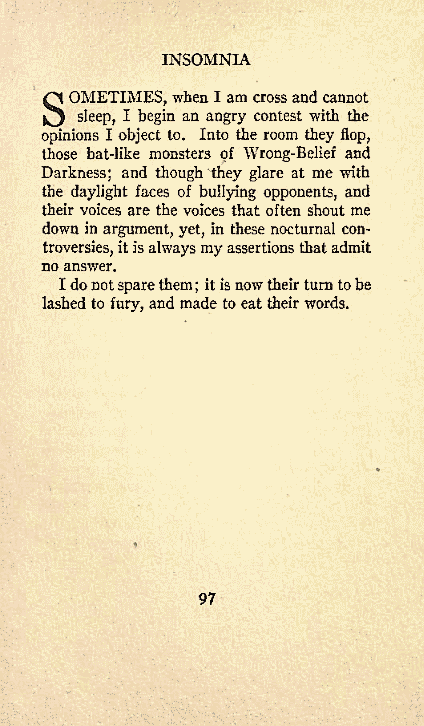 INSOMNIA
SOMETIMES, when I am cross and cannot
sleep, I begin an angry contest with the
opinions I object to. Into the room they flop,
those bat-like monsters of Wrong-Belief and
Darkness; and though they glare at me with
the daylight faces of bullying opponents, and
their voices are the voices that often shout me
down in argument, yet, in these nocturnal con-
troversies, it is always my assertions that admit
no answer.
I do not spare them; it is now their turn to be
lashed to fury, and made to eat their words.
97